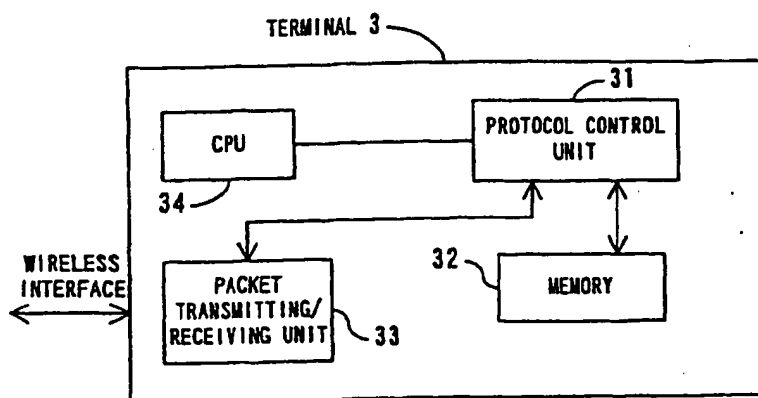 TERMINAL 3
31
CPU
PROTOCOL CONTROL
UNIT
34
WIRELESS
INTERFACE
PACKET
TRANSMITTING/
RECEIVING UNIT
33
32
MEMORY